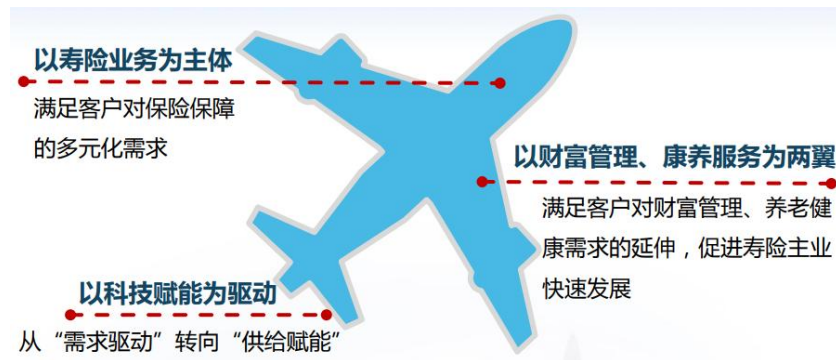 以寿险业务为主体
满足客户对保险保障
的多元化需求
以财富管理、康养服务为两翼
满足客户对财富管理、养老健
康需求的延伸，促进寿险主业
快速发展
以科技赋能为驱动
从“需求驱动”转向“供给赋能”